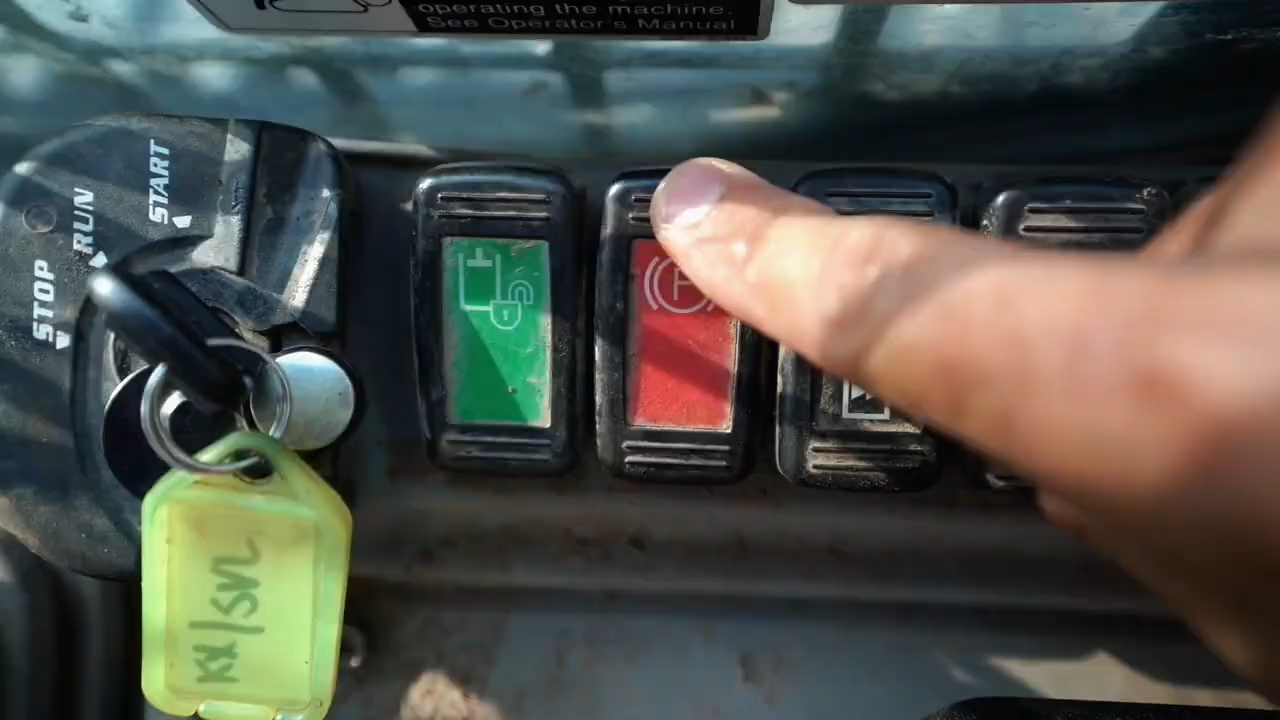 operating the machine.
See Operator's Manual
START
RUN
STOP
P
KX/SVL